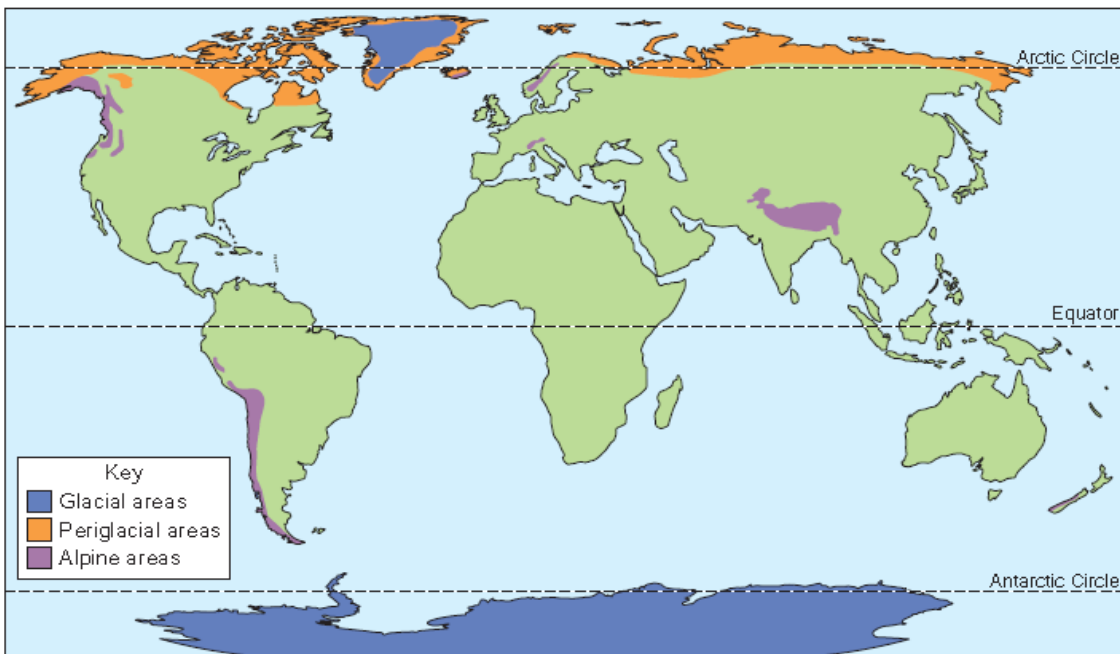 Arctic Circle
Equator
Key
Glacial areas
Periglacial areas
Alpine areas
Antarctic Circle